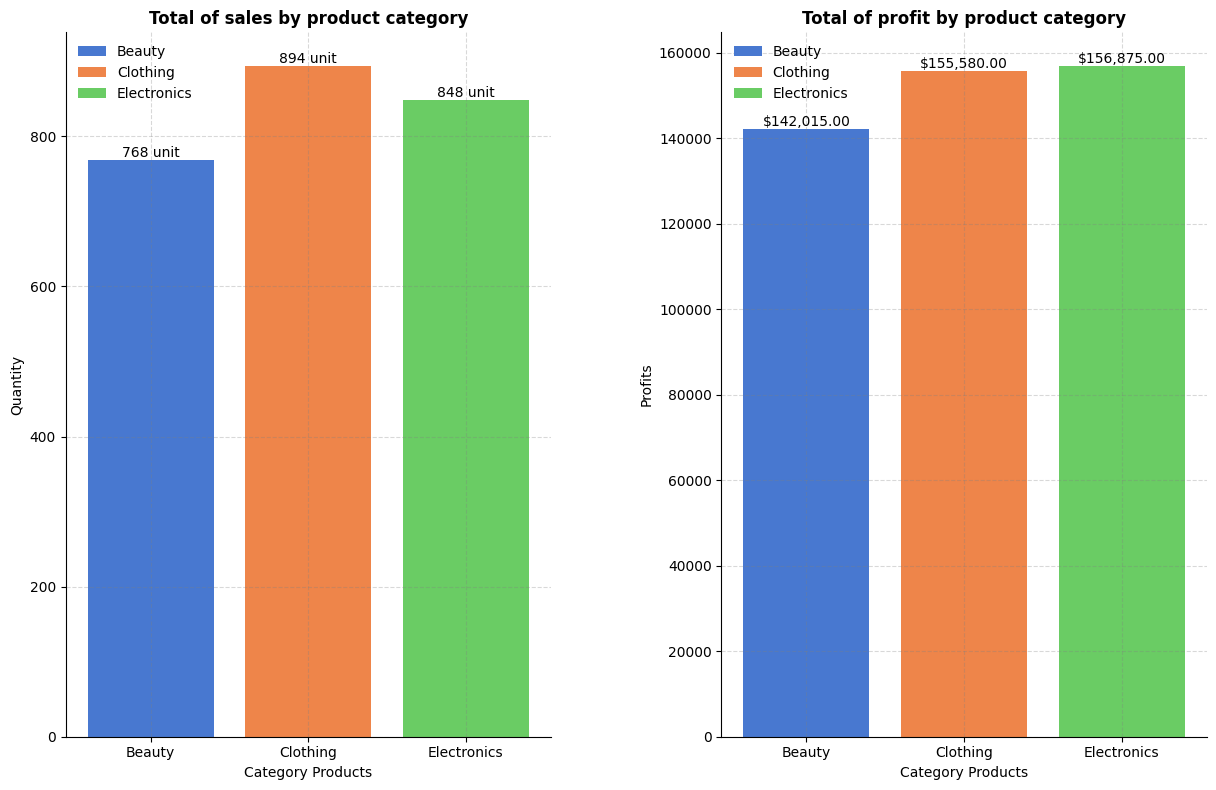 Total of sales by product category
Beauty
Clothing
Electronics
894 unit
848 unit
768 unit
800
600
400
200
0
Quantity
Beauty
Clothing
Electronics
Category Products
Total of profit by product category
Beauty
Clothing
Electronics
$142,015.00
$155,580.00
$156,875.00
160000
140000
120000
100000
80000
60000
40000
20000
0
Profits
Beauty
Clothing
Electronics
Category Products